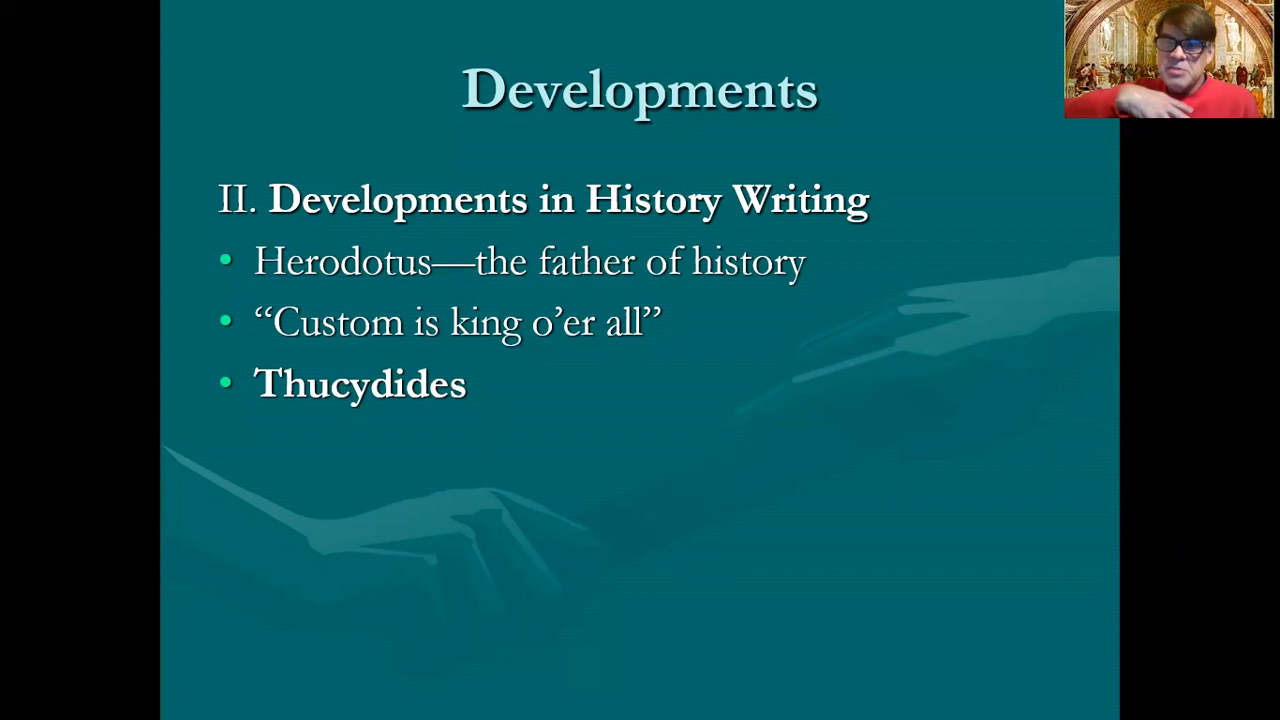 Developments
II. Developments in History Writing
• Herodotus—the father of history
• “Custom is king o’er all”
• Thucydides